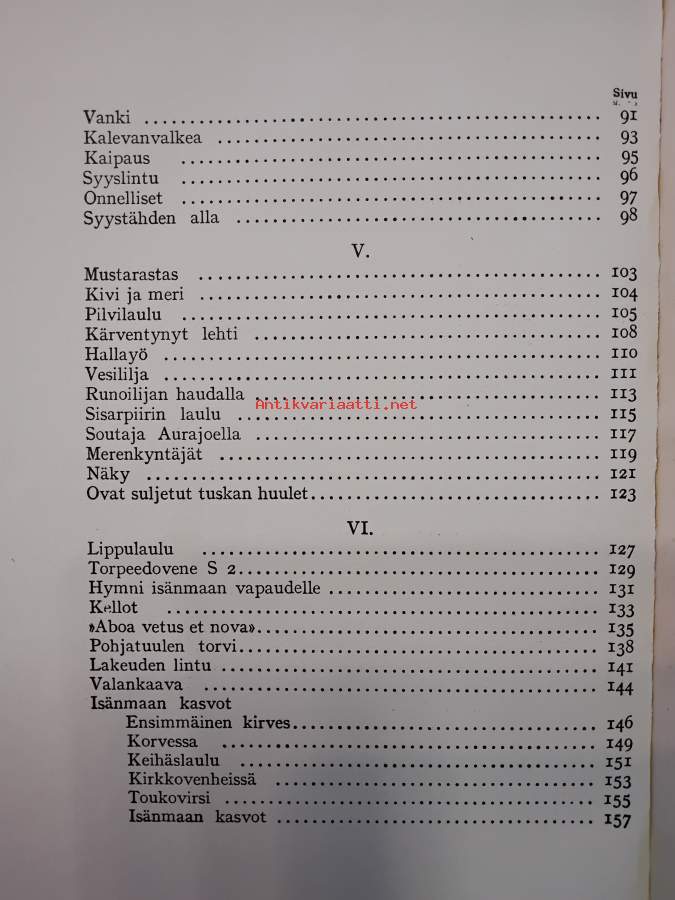 Sivu
Vanki 91
Kalevanvalkea 93
Kaipaus 95
Syyslintu 96
Onnelliset 97
Syystähden alla 98
V.
Mustarastas 103
Kivi ja meri 104
Pilvilaulu 105
Kärventynyt lehti 108
Hallayö 110
Vesililja 111
Runoilijan haudalla 113
Antikvariaatti.net
Sisarpiirin laulu 115
Soutaja Aurajoella 117
Merenkyntäjät 119
Näky 121
Ovat suljetut tuskan huulet 123
VI.
Lippulaulu 127
Torpeedovene S 2 129
Hymni isänmaan vapaudelle 131
Kellot 133
»Aboa vetus et nova» 135
Pohjatuulen torvi 138
Lakeuden lintu 141
Valankaava 144
Isänmaan kasvot
Ensimmäinen kirves 146
Korvessa 149
Keihäslaulu 151
Kirkkovenheissä 153
Toukovirsi 155
Isänmaan kasvot 157